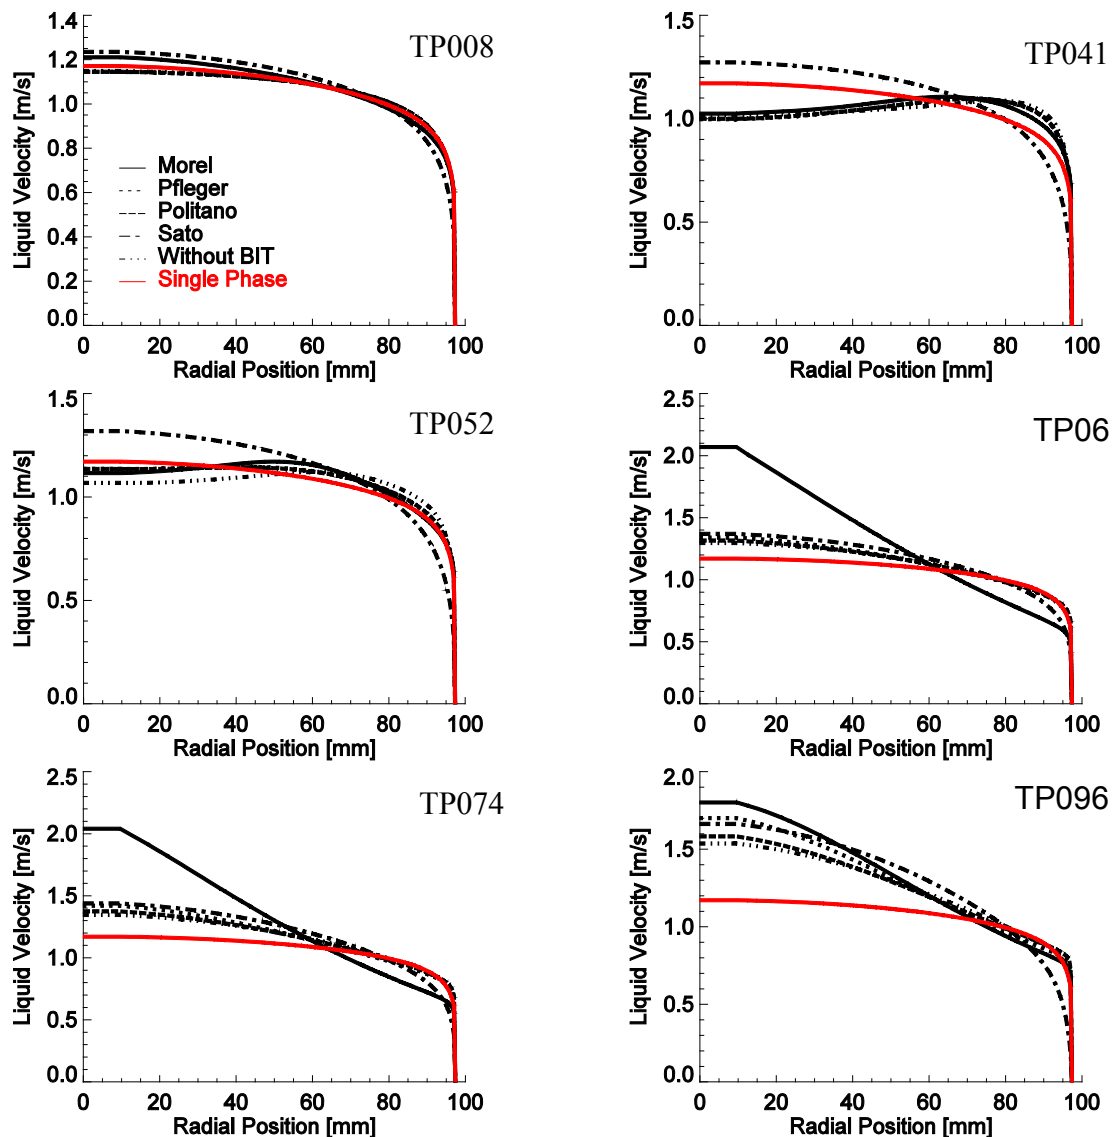 TP008
Liquid Velocity [m/s]
1.4
1.2
1.0
0.8
0.6
0.4
0.2
0.0
Morel
Pfleger
Politano
Sato
Without BIT
Single Phase
0 20 40 60 80 100
Radial Position [mm]
TP041
Liquid Velocity [m/s]
1.5
1.0
0.5
0.0
0 20 40 60 80 100
Radial Position [mm]
TP052
Liquid Velocity [m/s]
1.5
1.0
0.5
0.0
0 20 40 60 80 100
Radial Position [mm]
TP06
Liquid Velocity [m/s]
2.5
2.0
1.5
1.0
0.5
0.0
0 20 40 60 80 100
Radial Position [mm]
TP074
Liquid Velocity [m/s]
2.5
2.0
1.5
1.0
0.5
0.0
0 20 40 60 80 100
Radial Position [mm]
TP096
Liquid Velocity [m/s]
2.0
1.5
1.0
0.5
0.0
0 20 40 60 80 100
Radial Position [mm]